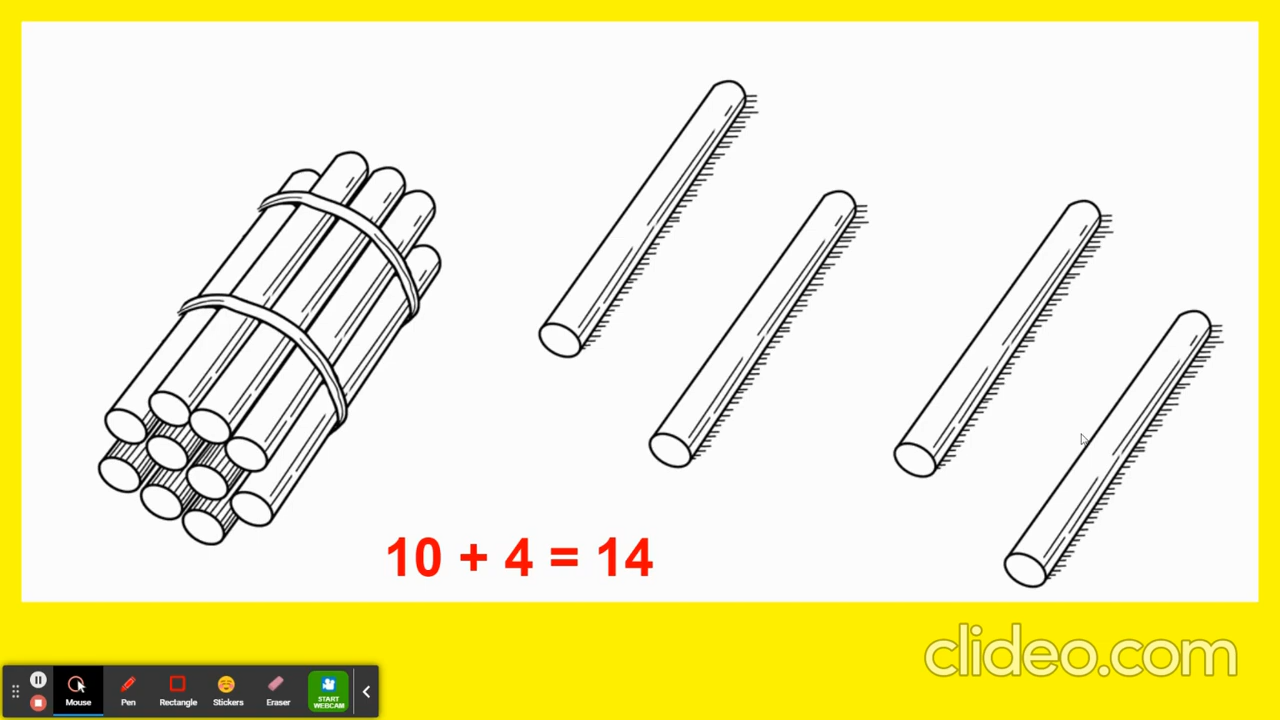 10 + 4 = 14
clideo.com
Mouse
Pen
Rectangle
Stickers
Eraser
START
WEBCAM